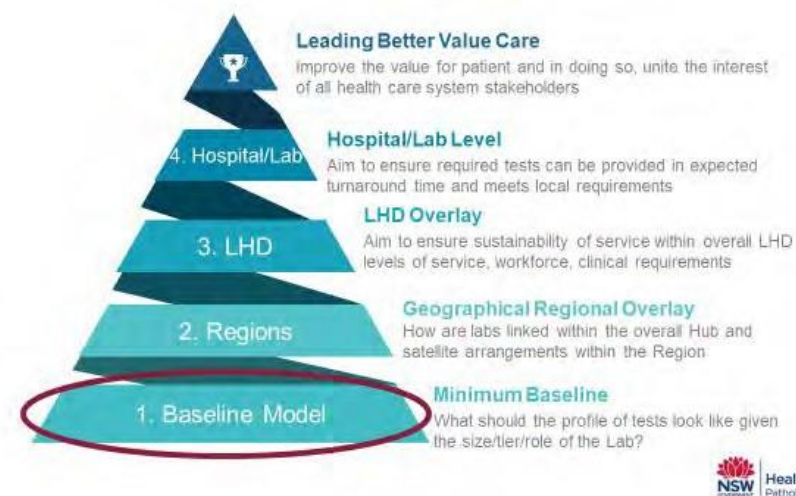 Leading Better Value Care
Improve the value for patient and in doing so, unite the interest
of all health care system stakeholders
4. Hospital/Lab
Hospital/Lab Level
Aim to ensure required tests can be provided in expected
turnaround time and meets local requirements
3. LHD
LHD Overlay
Aim to ensure sustainability of service within overall LHD
levels of service, workforce, clinical requirements
2. Regions
Geographical Regional Overlay
How are labs linked within the overall Hub and
satellite arrangements within the Region
1. Baseline Model
Minimum Baseline
What should the profile of tests look like given
the size/tier/role of the Lab?
NSW